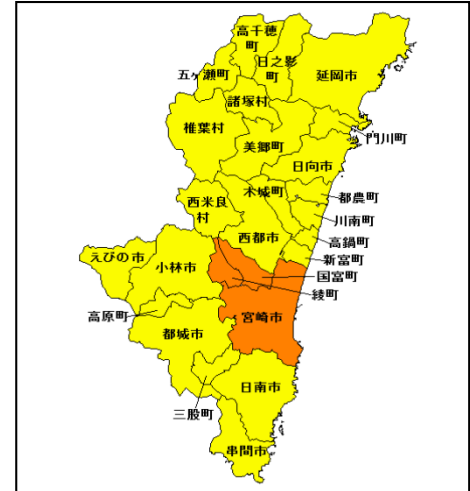 高千穂
町
日之影
町
延岡市
五ヶ瀬町
諸塚村
門川町
椎葉村
美郷町
日向市
木城町
都農町
西米良
村
川南町
西都市
高鍋町
新富町
えびの市
小林市
国富町
綾町
高原町
宮崎市
都城市
日南市
三股町
串間市